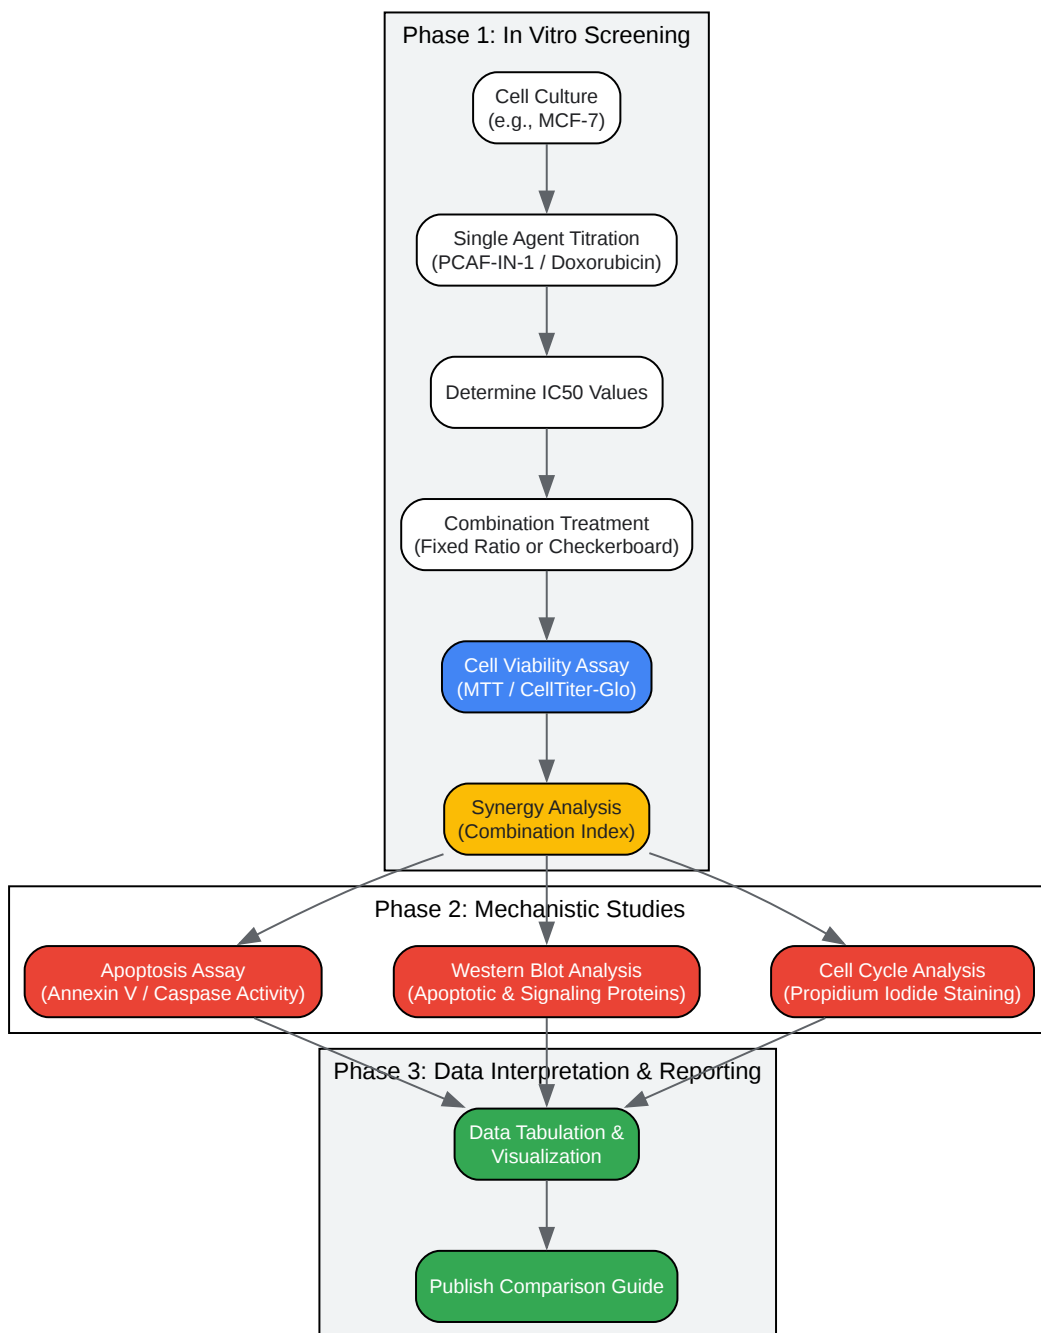 Phase 1: In Vitro Screening
Cell Culture
(e.g., MCF-7)
Single Agent Titration
(PCAF-IN-1 / Doxorubicin)
Determine IC50 Values
Combination Treatment
(Fixed Ratio or Checkerboard)
Cell Viability Assay
(MTT / CellTiter-Glo)
Synergy Analysis
(Combination Index)
Phase 2: Mechanistic Studies
Apoptosis Assay
(Annexin V / Caspase Activity)
Western Blot Analysis
(Apoptotic & Signaling Proteins)
Cell Cycle Analysis
(Propidium Iodide Staining)
Phase 3: Data Interpretation & Reporting
Data Tabulation &
Visualization
Publish Comparison Guide